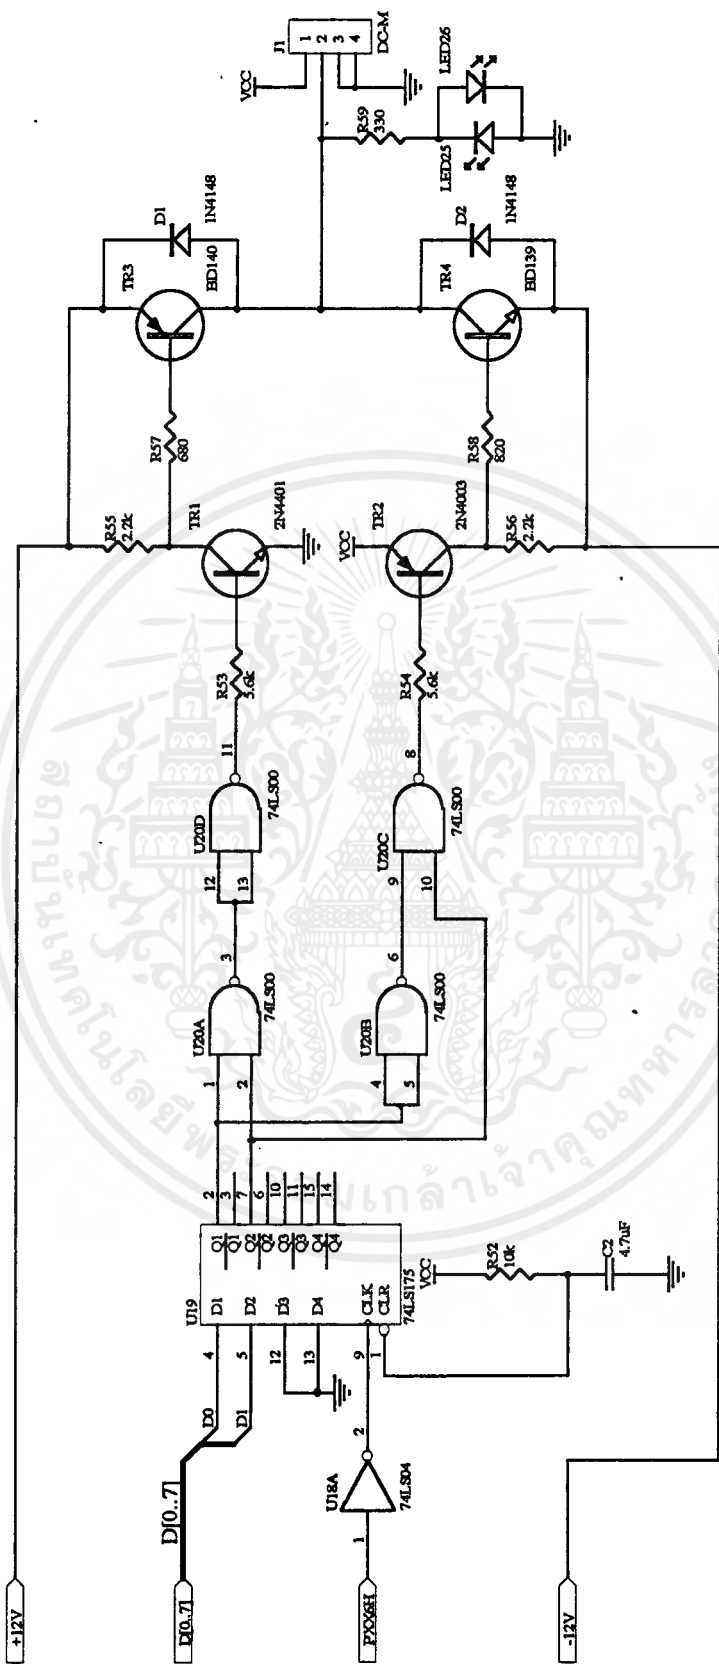 +12V
D[0..7]
PXX6H
-12V
D[0..7]
D0
D1
U18A
1
2
74LS04
U19
4
5
12
13
9
1
D1
D2
D3
D4
CLK
CLR
Q1
Q1
Q2
Q2
Q3
Q3
Q4
Q4
2
3
7
6
10
11
15
14
74LS175
VCC
R52
10k
C2
4.7uF
U20A
1
2
3
74LS00
U20B
4
5
6
74LS00
U20D
12
13
11
74LS00
U20C
9
10
8
74LS00
R53
5.6k
R54
5.6k
R55
2.2k
TR1
2N4401
VCC
TR2
2N4003
R56
2.2k
R57
680
R58
820
TR3
BD140
D1
1N4148
TR4
BD139
D2
1N4148
J1
1
2
3
4
DC-M
VCC
R59
330
LED25
LED26